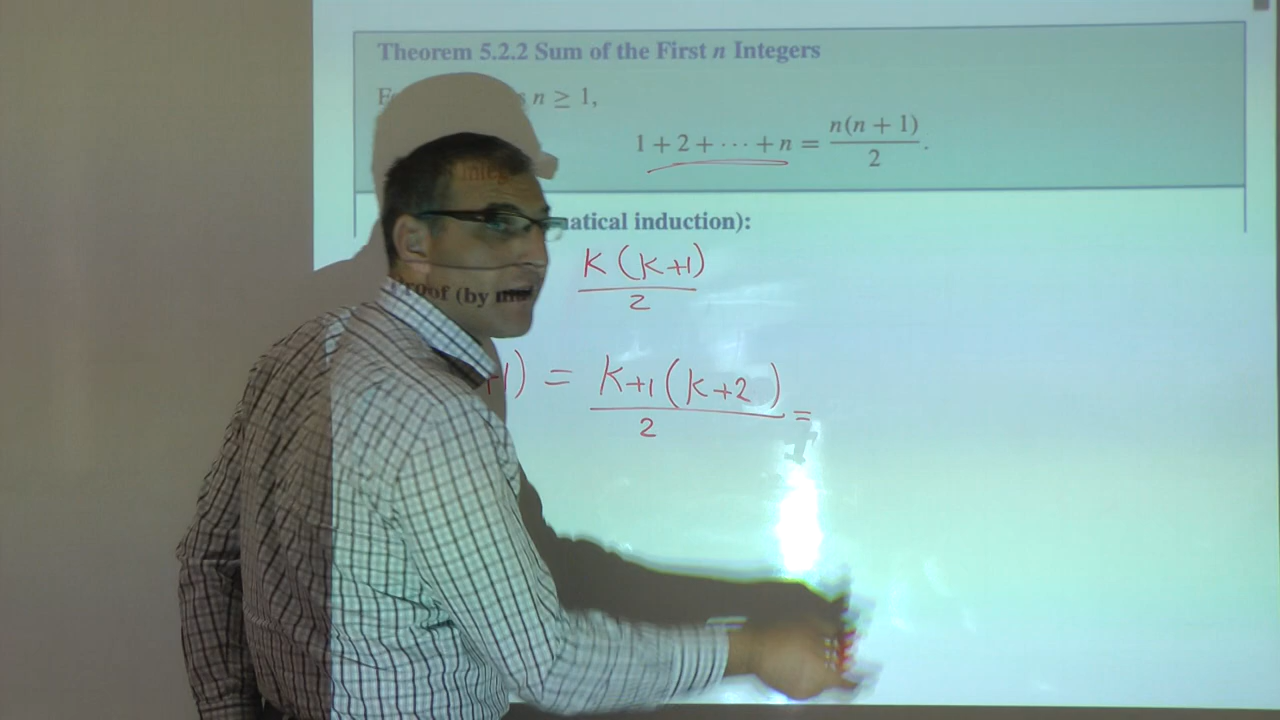 Theorem 5.2.2 Sum of the First n Integers
n ≥ 1,
1 + 2 + ··· + n = n(n + 1) / 2 .
induction):
Proof (by
K (K+1) / 2
+1) = K+1(K+2) / 2 =